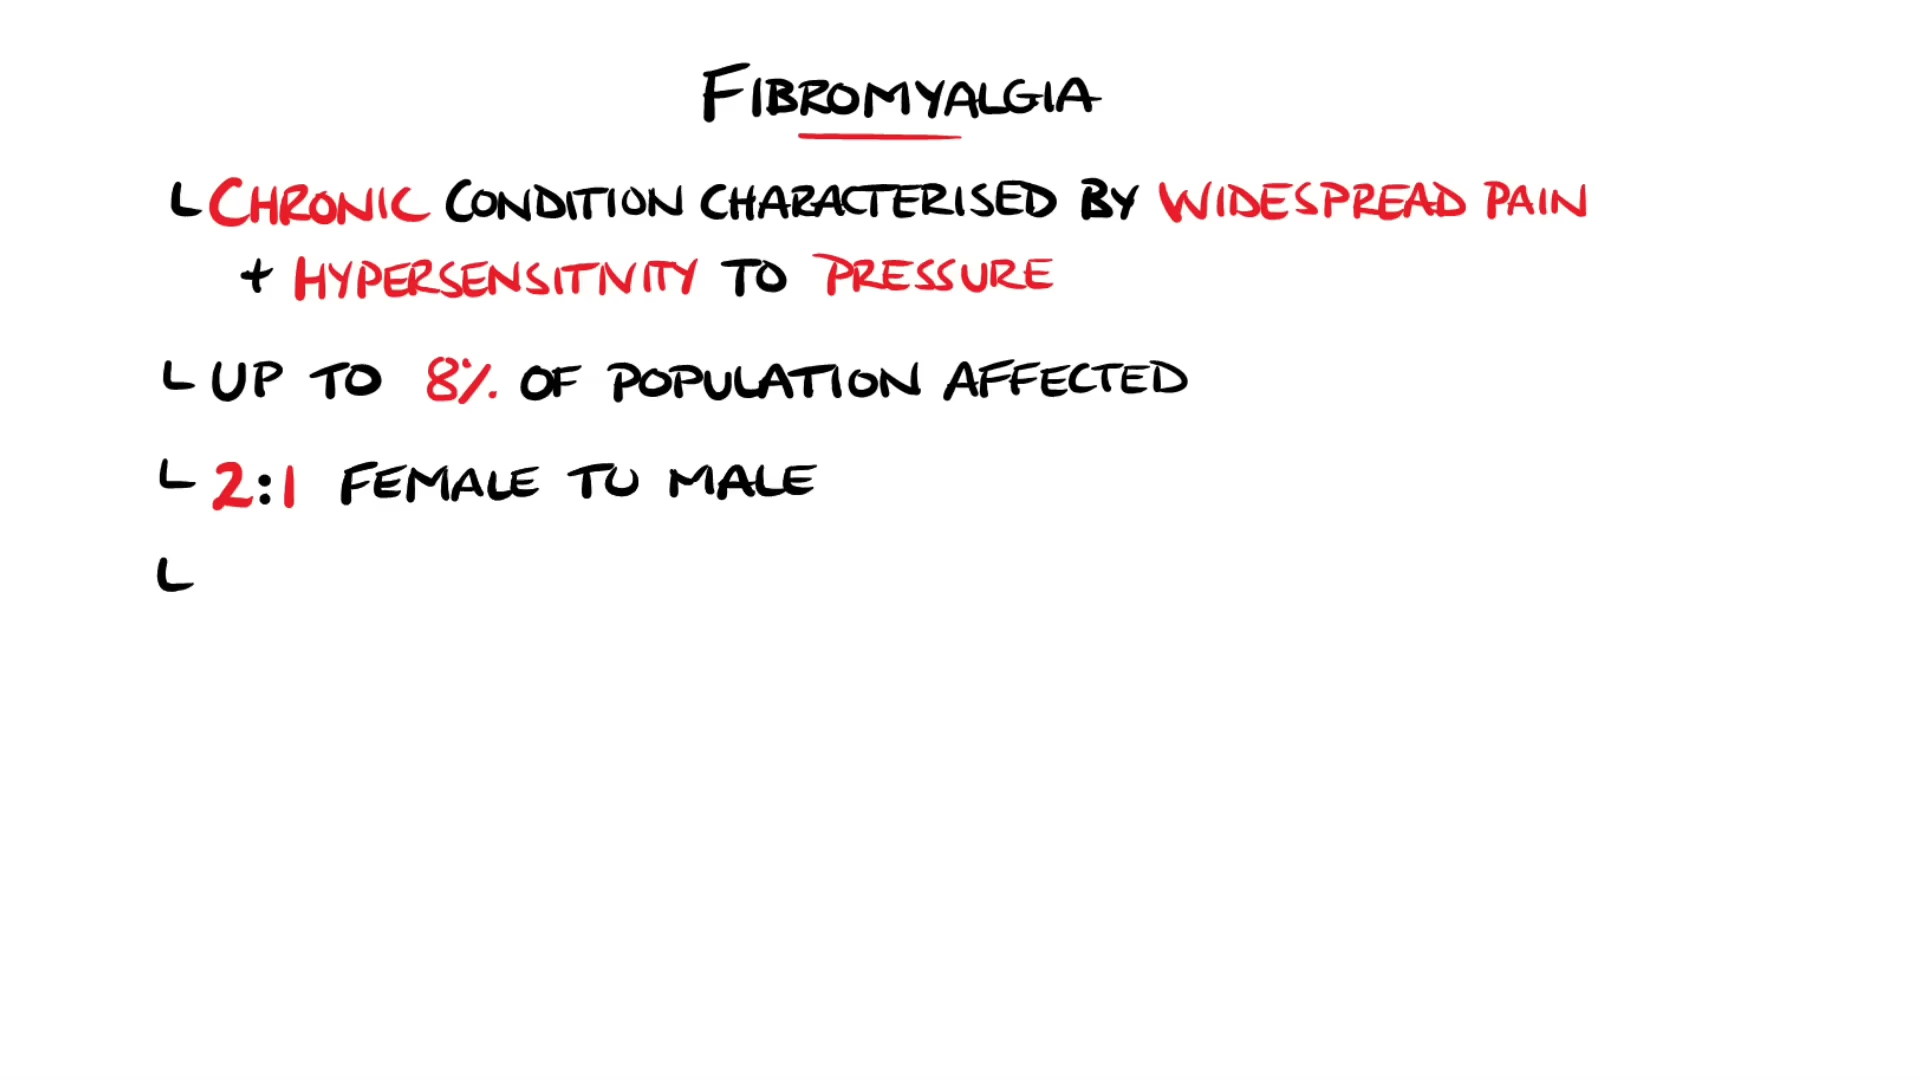 FIBROMYALGIA
CHRONIC CONDITION CHARACTERISED BY WIDESPREAD PAIN
+ HYPERSENSITIVITY TO PRESSURE
UP TO 8% OF POPULATION AFFECTED
2:1 FEMALE TO MALE